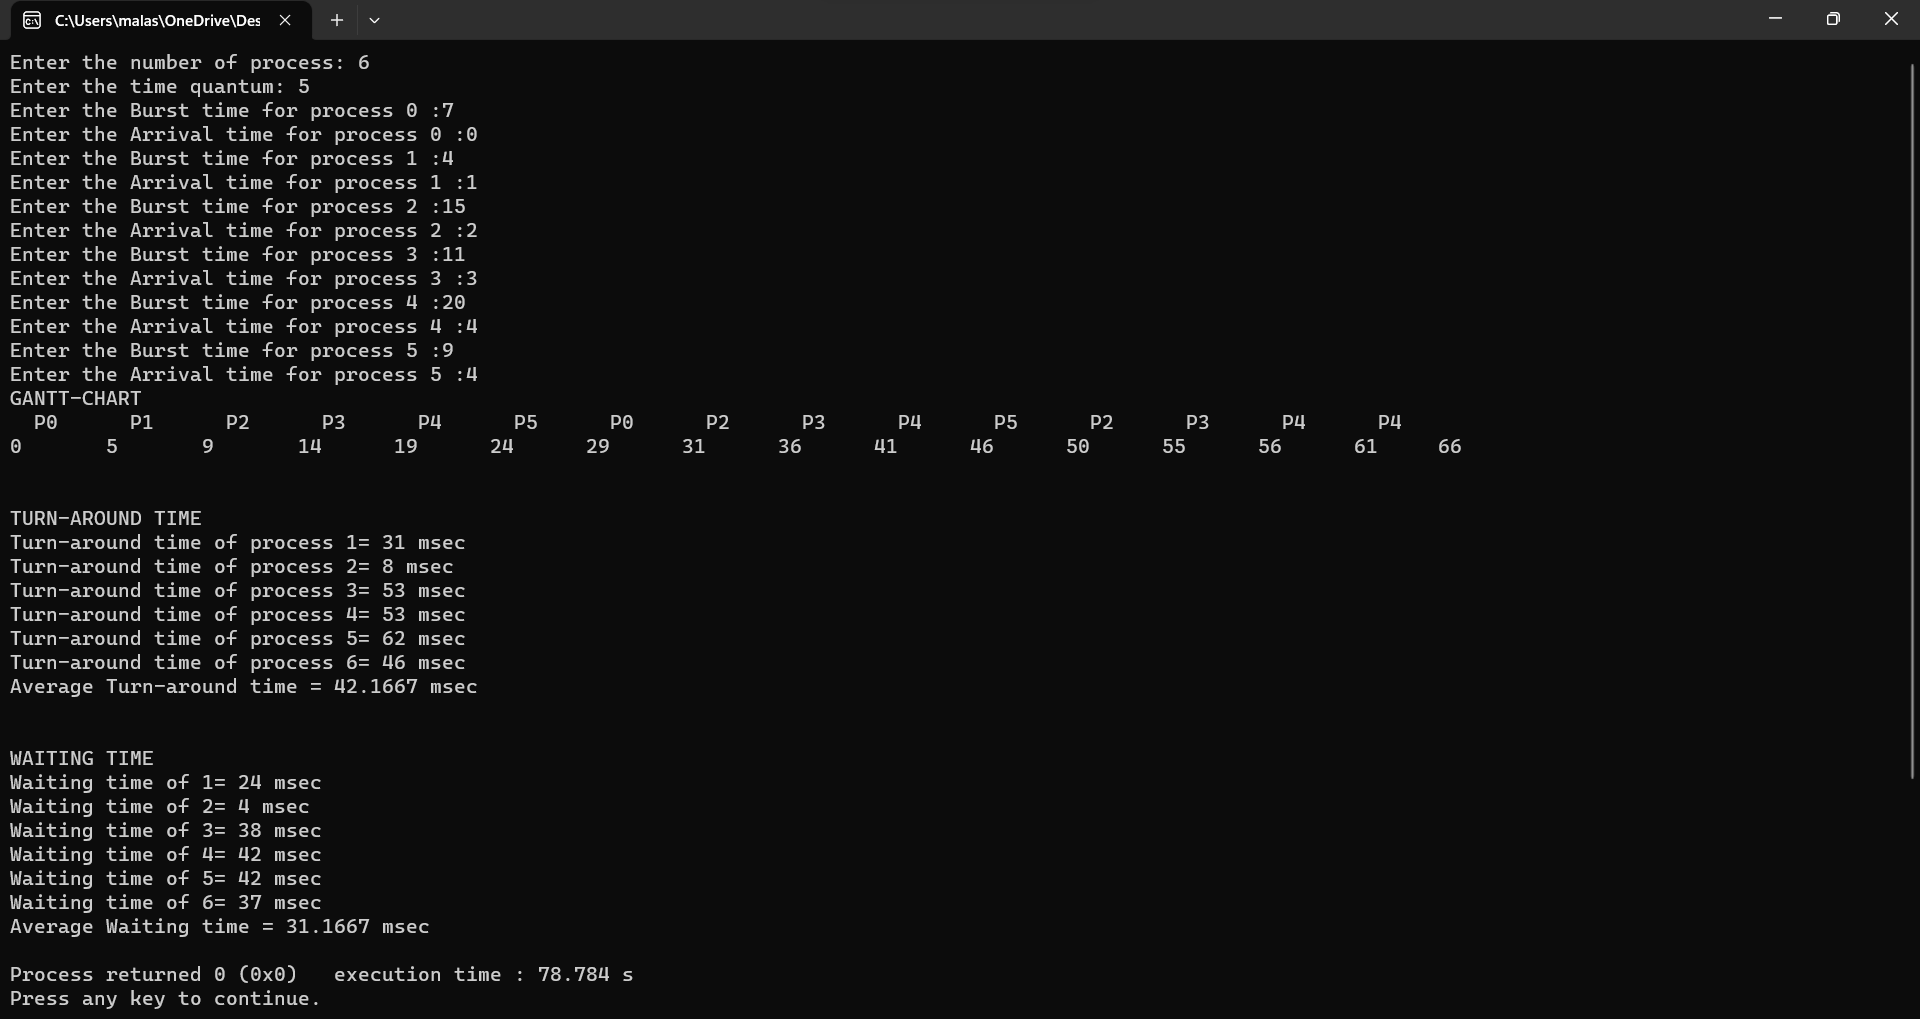 C:\Users\malas\OneDrive\Des
Enter the number of process: 6
Enter the time quantum: 5
Enter the Burst time for process 0 :7
Enter the Arrival time for process 0 :0
Enter the Burst time for process 1 :4
Enter the Arrival time for process 1 :1
Enter the Burst time for process 2 :15
Enter the Arrival time for process 2 :2
Enter the Burst time for process 3 :11
Enter the Arrival time for process 3 :3
Enter the Burst time for process 4 :20
Enter the Arrival time for process 4 :4
Enter the Burst time for process 5 :9
Enter the Arrival time for process 5 :4
GANTT-CHART
P0 P1 P2 P3 P4 P5 P0 P2 P3 P4 P5 P2 P3 P4 P4
0 5 9 14 19 24 29 31 36 41 46 50 55 56 61 66
TURN-AROUND TIME
Turn-around time of process 1= 31 msec
Turn-around time of process 2= 8 msec
Turn-around time of process 3= 53 msec
Turn-around time of process 4= 53 msec
Turn-around time of process 5= 62 msec
Turn-around time of process 6= 46 msec
Average Turn-around time = 42.1667 msec
WAITING TIME
Waiting time of 1= 24 msec
Waiting time of 2= 4 msec
Waiting time of 3= 38 msec
Waiting time of 4= 42 msec
Waiting time of 5= 42 msec
Waiting time of 6= 37 msec
Average Waiting time = 31.1667 msec
Process returned 0 (0x0)   execution time : 78.784 s
Press any key to continue.